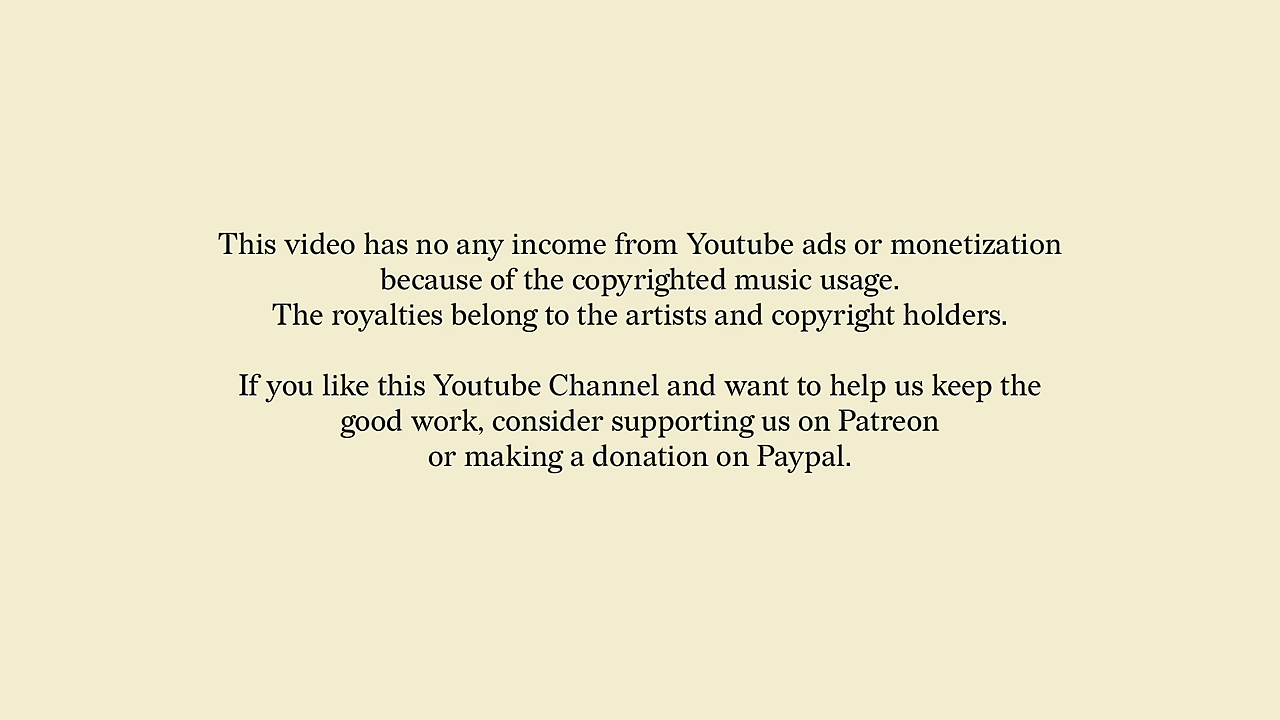 This video has no any income from Youtube ads or monetization
because of the copyrighted music usage.
The royalties belong to the artists and copyright holders.
If you like this Youtube Channel and want to help us keep the
good work, consider supporting us on Patreon
or making a donation on Paypal.